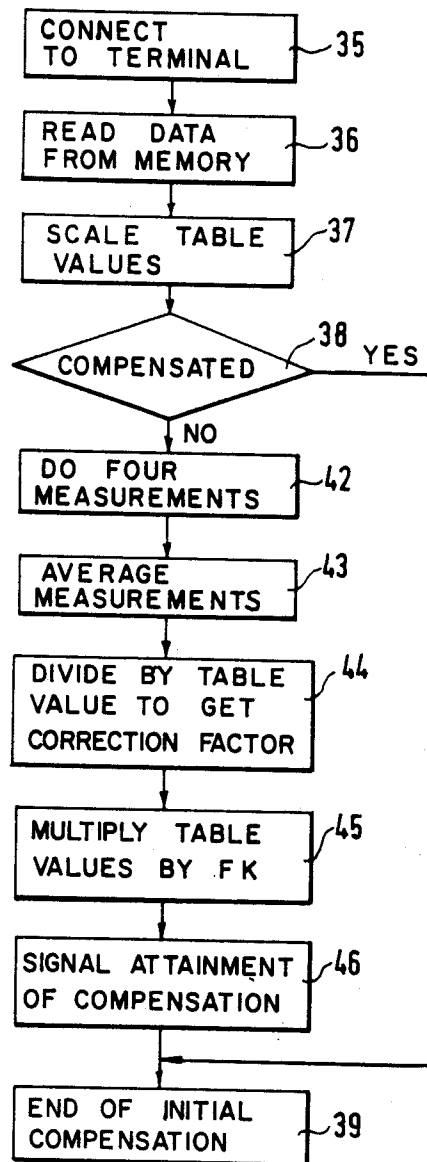 CONNECT
TO TERMINAL
35
READ DATA
FROM MEMORY
36
SCALE TABLE
VALUES
37
COMPENSATED
38
YES
NO
DO FOUR
MEASUREMENTS
42
AVERAGE
MEASUREMENTS
43
DIVIDE BY TABLE
VALUE TO GET
CORRECTION FACTOR
44
MULTIPLY TABLE
VALUES BY FK
45
SIGNAL ATTAINMENT
OF COMPENSATION
46
END OF INITIAL
COMPENSATION
39